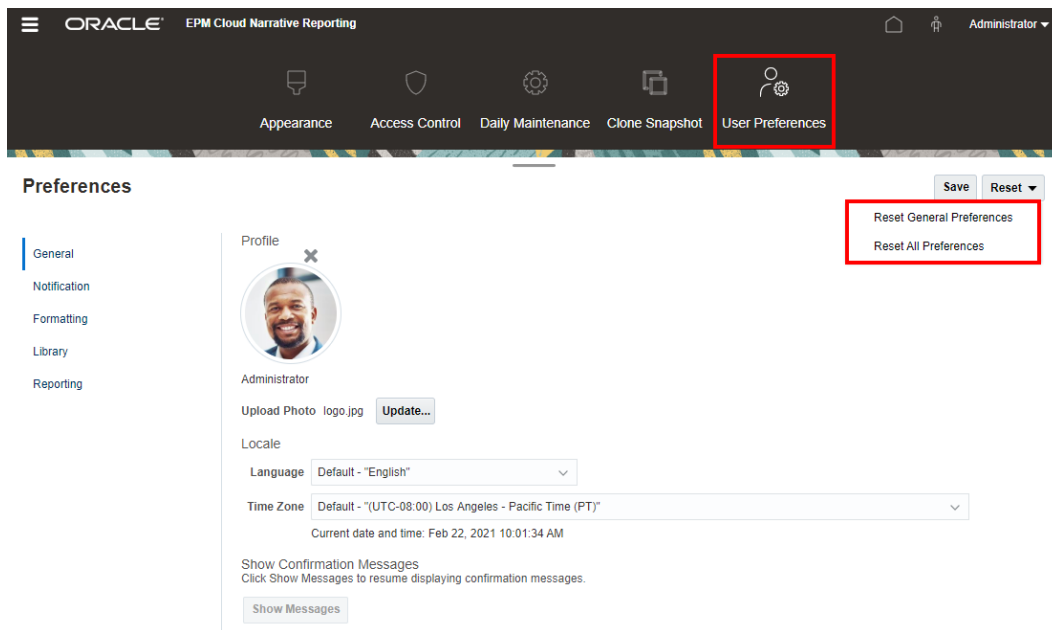 ORACLE® EPM Cloud Narrative Reporting Administrator
Appearance Access Control Daily Maintenance Clone Snapshot User Preferences
Preferences Save Reset
Reset General Preferences
Reset All Preferences
General
Notification
Formatting
Library
Reporting
Profile
Administrator
Upload Photo logo.jpg Update...
Locale
Language Default - "English"
Time Zone Default - "(UTC-08:00) Los Angeles - Pacific Time (PT)"
Current date and time: Feb 22, 2021 10:01:34 AM
Show Confirmation Messages
Click Show Messages to resume displaying confirmation messages.
Show Messages